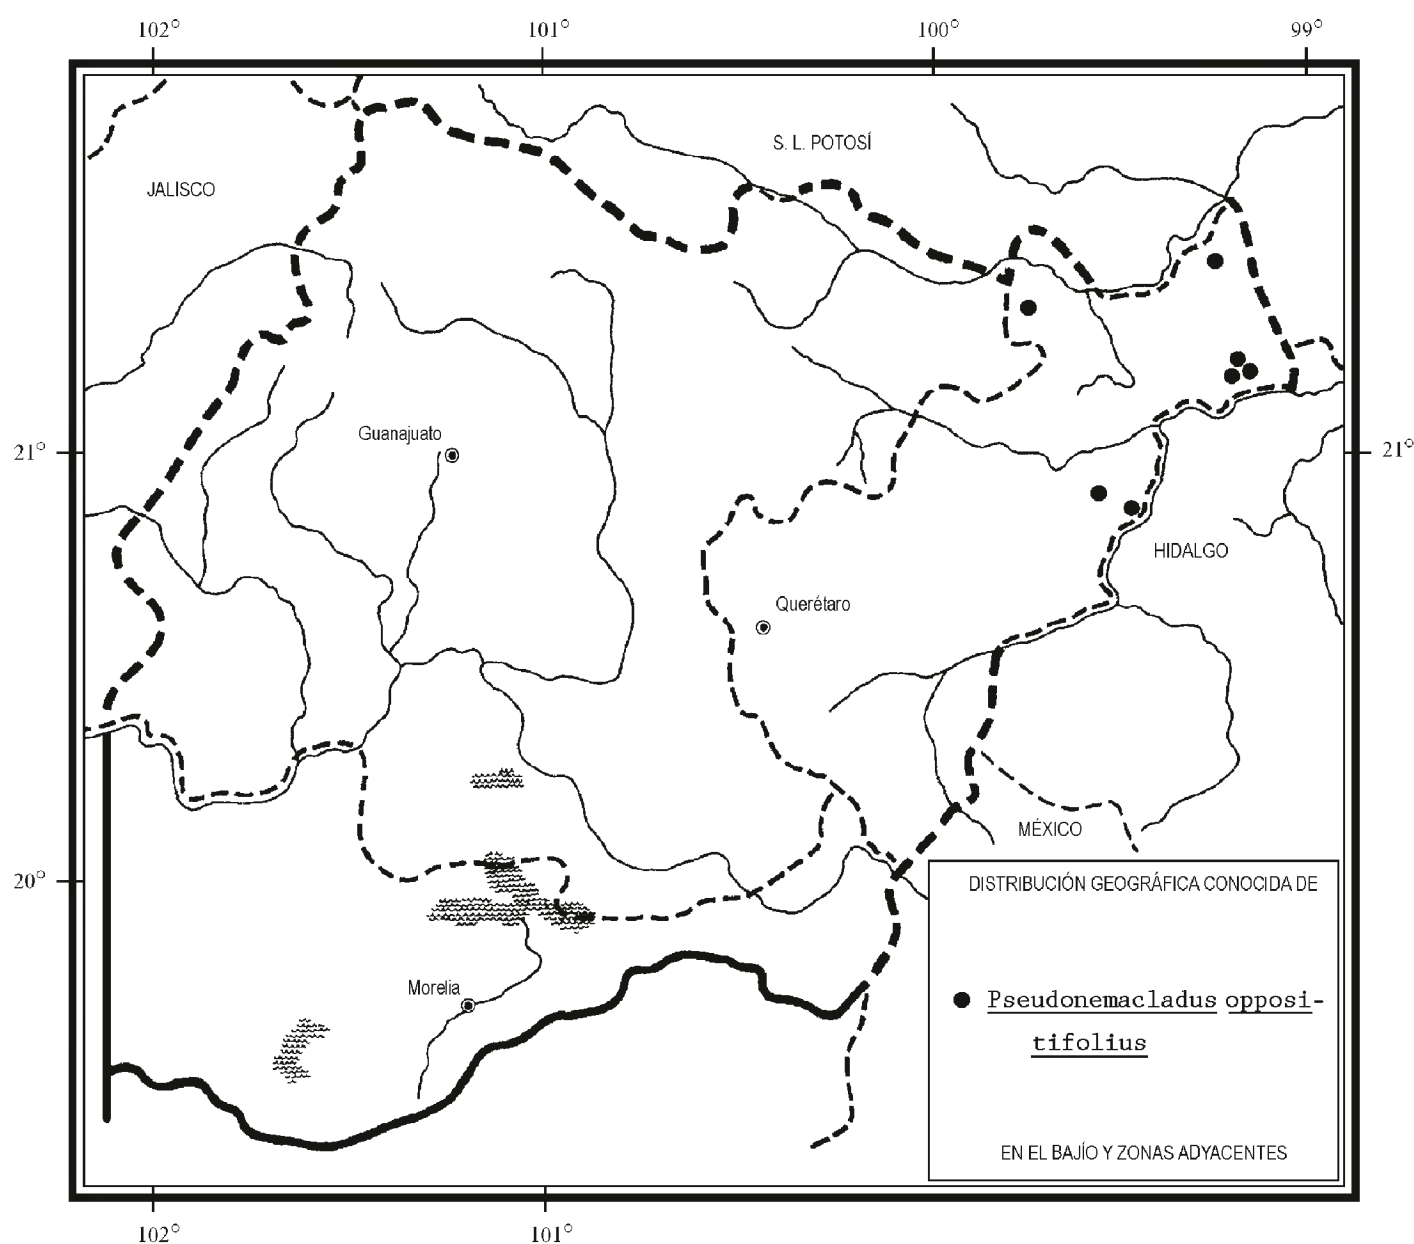 102° 101° 100° 99°
S. L. POTOSÍ
JALISCO
Guanajuato
21° 21°
HIDALGO
Querétaro
MÉXICO
20°
DISTRIBUCIÓN GEOGRÁFICA CONOCIDA DE
Morelia
Pseudonemacladus opposi-
tifolius
EN EL BAJÍO Y ZONAS ADYACENTES
102° 101°